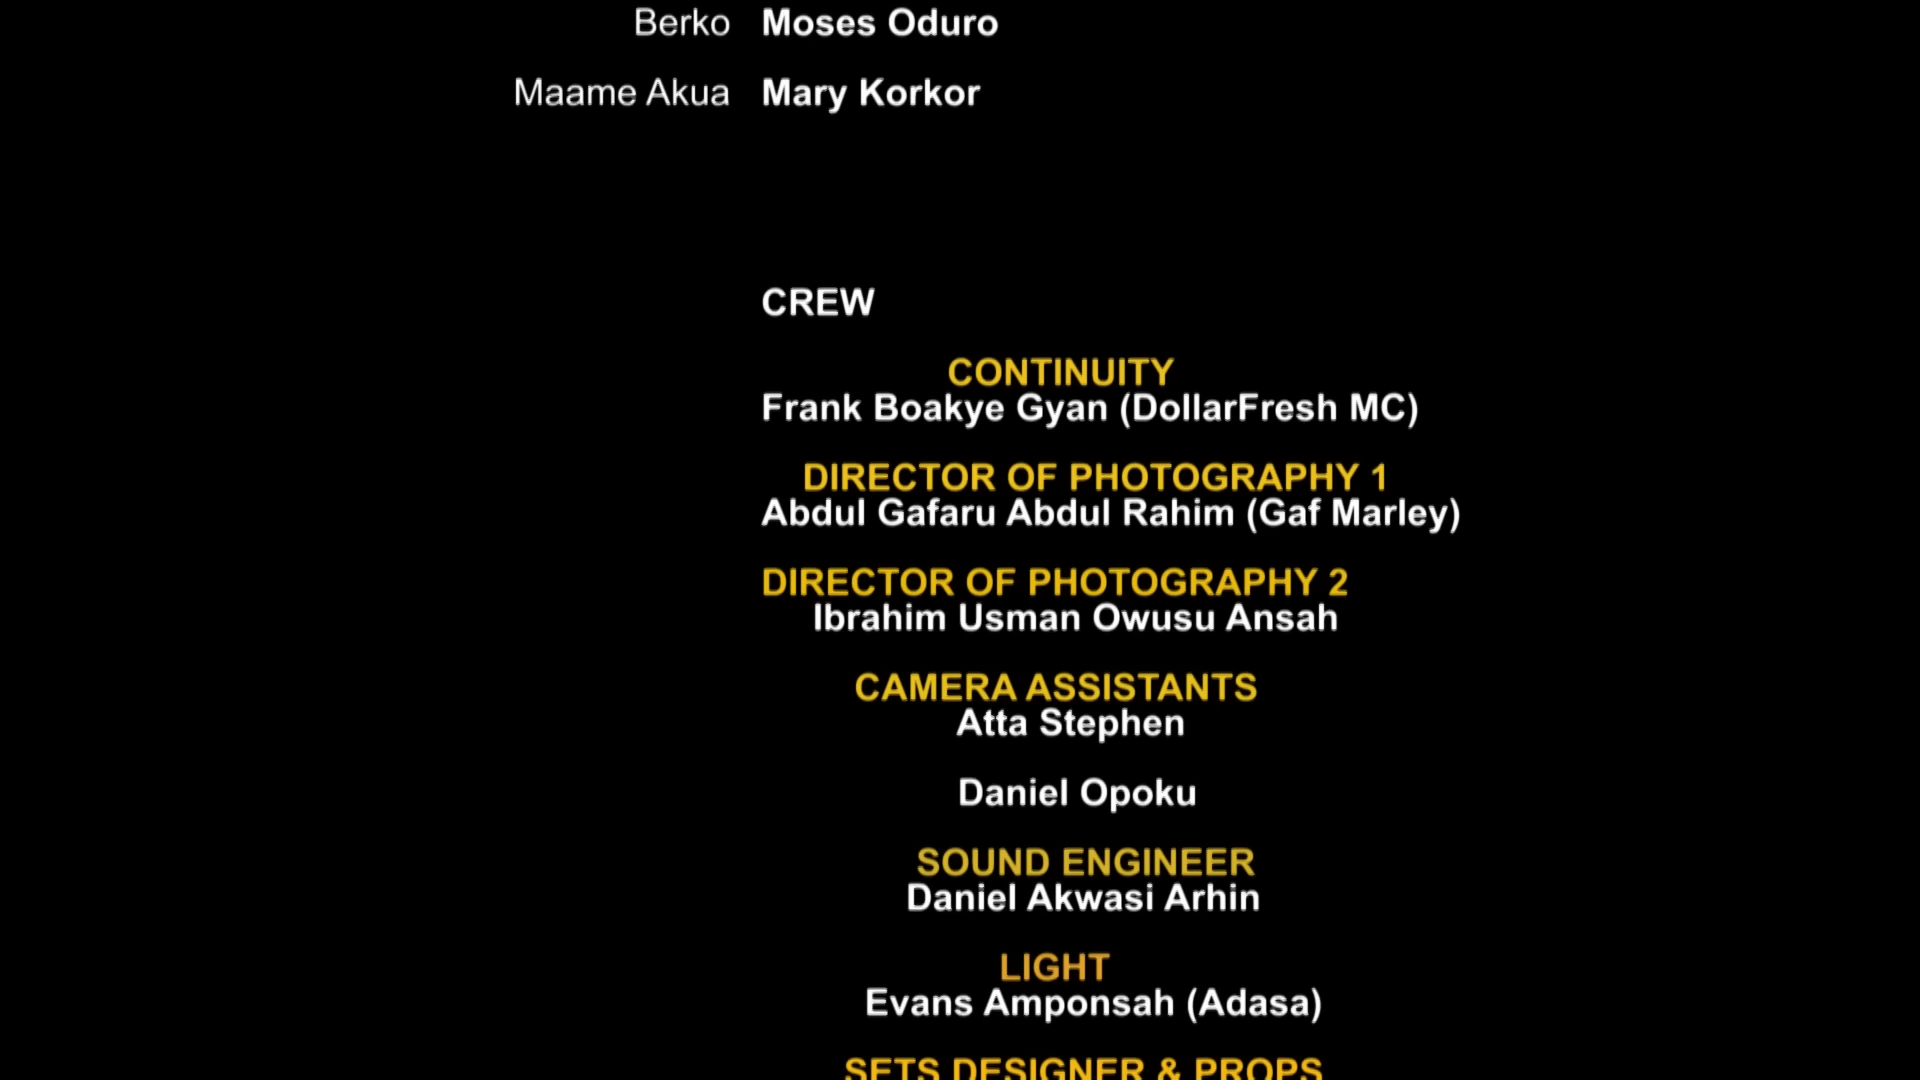 Berko Moses Oduro
Maame Akua Mary Korkor
CREW
CONTINUITY
Frank Boakye Gyan (DollarFresh MC)
DIRECTOR OF PHOTOGRAPHY 1
Abdul Gafaru Abdul Rahim (Gaf Marley)
DIRECTOR OF PHOTOGRAPHY 2
Ibrahim Usman Owusu Ansah
CAMERA ASSISTANTS
Atta Stephen
Daniel Opoku
SOUND ENGINEER
Daniel Akwasi Arhin
LIGHT
Evans Amponsah (Adasa)
SETS DESIGNER & PROPS